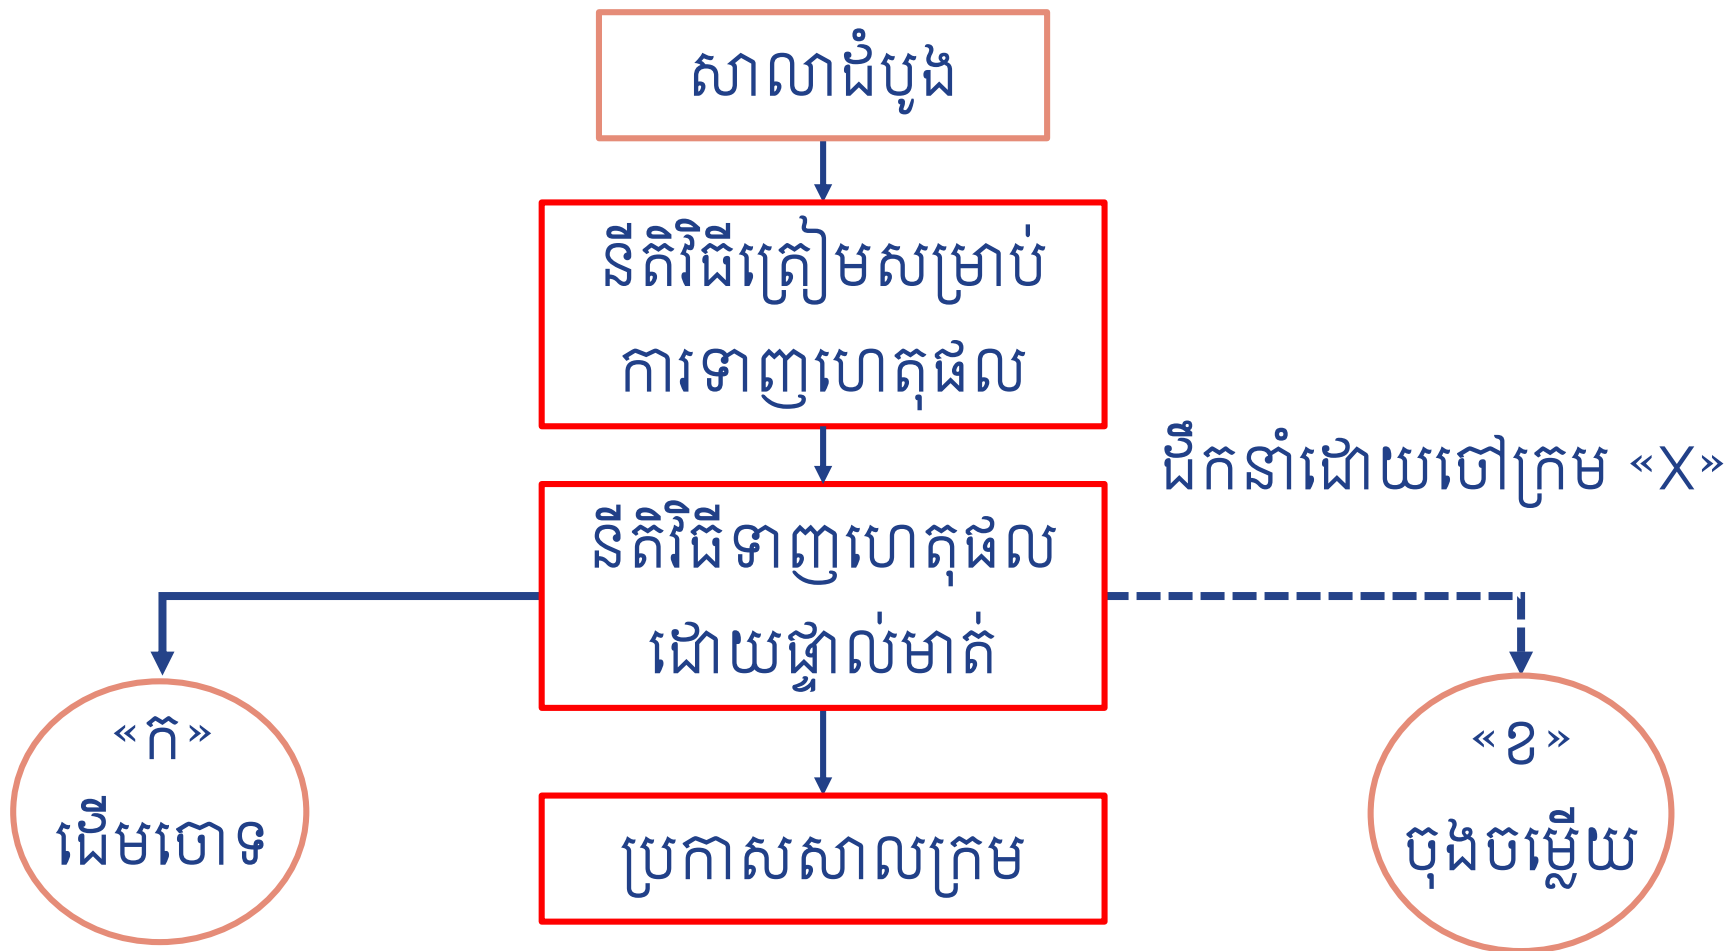 សាលាដំបូង
នីតិវិធីត្រៀមសម្រាប់
ការទាញហេតុផល
ដឹកនាំដោយចៅក្រម «X»
នីតិវិធីទាញហេតុផល
ដោយផ្ទាល់មាត់
«ក»
ដើមចោទ
«ខ»
ចុងចម្លើយ
ប្រកាសសាលក្រម